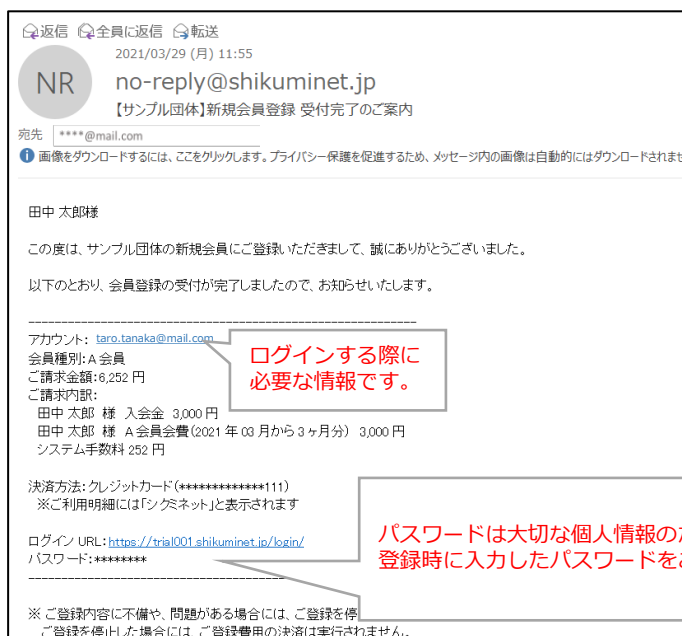 返信 全員に返信 転送
2021/03/29 (月) 11:55
NR
no-reply@shikuminet.jp
【サンプル団体】新規会員登録 受付完了のご案内
宛先 ****@mail.com
画像をダウンロードするには、ここをクリックします。プライバシー保護を促進するため、メッセージ内の画像は自動的にはダウンロードされませ
田中 太郎様
この度は、サンプル団体の新規会員にご登録いただきまして、誠にありがとうございました。
以下のとおり、会員登録の受付が完了しましたので、お知らせいたします。
----------------------------------------------------------
アカウント: taro.tanaka@mail.com
会員種別:A 会員
ご請求金額:6,252 円
ご請求内訳:
田中 太郎 様 入会金 3,000 円
田中 太郎 様 A 会員会費(2021 年 03 月から 3 ヶ月分) 3,000 円
システム手数料 252 円
ログインする際に
必要な情報です。
決済方法:クレジットカード(*************111)
※ご利用明細には「シクミネット」と表示されます
ログイン URL:https://trial001.shikuminet.jp/login/
パスワード:********
----------------------------------------
パスワードは大切な個人情報の
登録時に入力したパスワードを
※ ご登録内容に不備や、問題がある場合には、ご登録を停
ご登録を停止した場合には、ご登録費用の決済は実行されません。